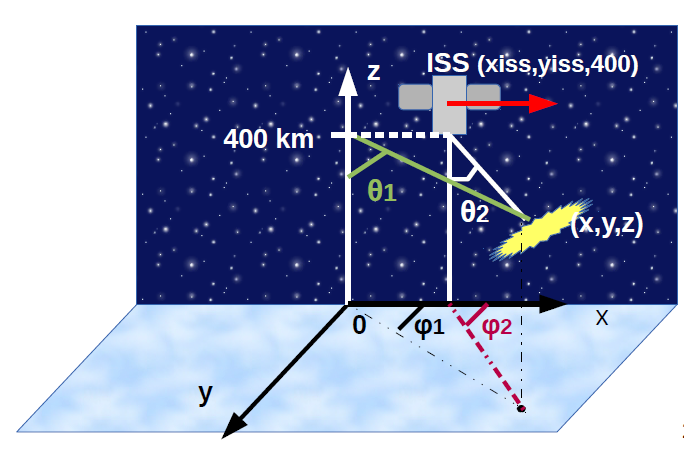 ISS (xiss,yiss,400)
z
400 km
θ1
θ2
(x,y,z)
0
φ1
φ2
X
y